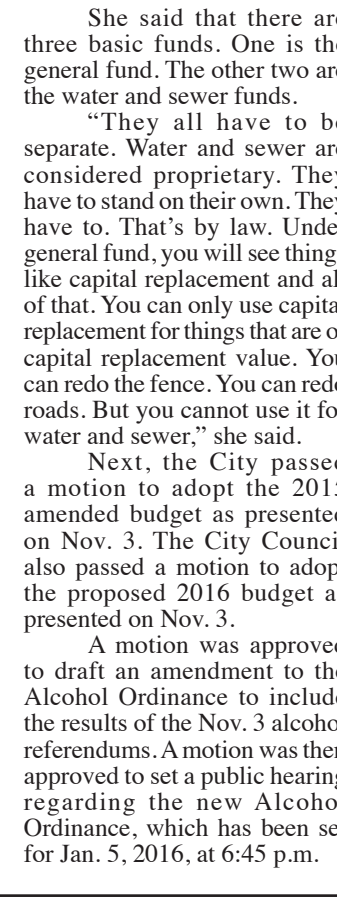 She said that there are
three basic funds. One is the
general fund. The other two are
the water and sewer funds.
“They all have to be
separate. Water and sewer are
considered proprietary. They
have to stand on their own. They
have to. That’s by law. Under
general fund, you will see things
like capital replacement and all
of that. You can only use capital
replacement for things that are of
capital replacement value. You
can redo the fence. You can redo
roads. But you cannot use it for
water and sewer,” she said.
Next, the City passed
a motion to adopt the 2015
amended budget as presented
on Nov. 3. The City Council
also passed a motion to adopt
the proposed 2016 budget as
presented on Nov. 3.
A motion was approved
to draft an amendment to the
Alcohol Ordinance to include
the results of the Nov. 3 alcohol
referendums. A motion was then
approved to set a public hearing
regarding the new Alcohol
Ordinance, which has been set
for Jan. 5, 2016, at 6:45 p.m.